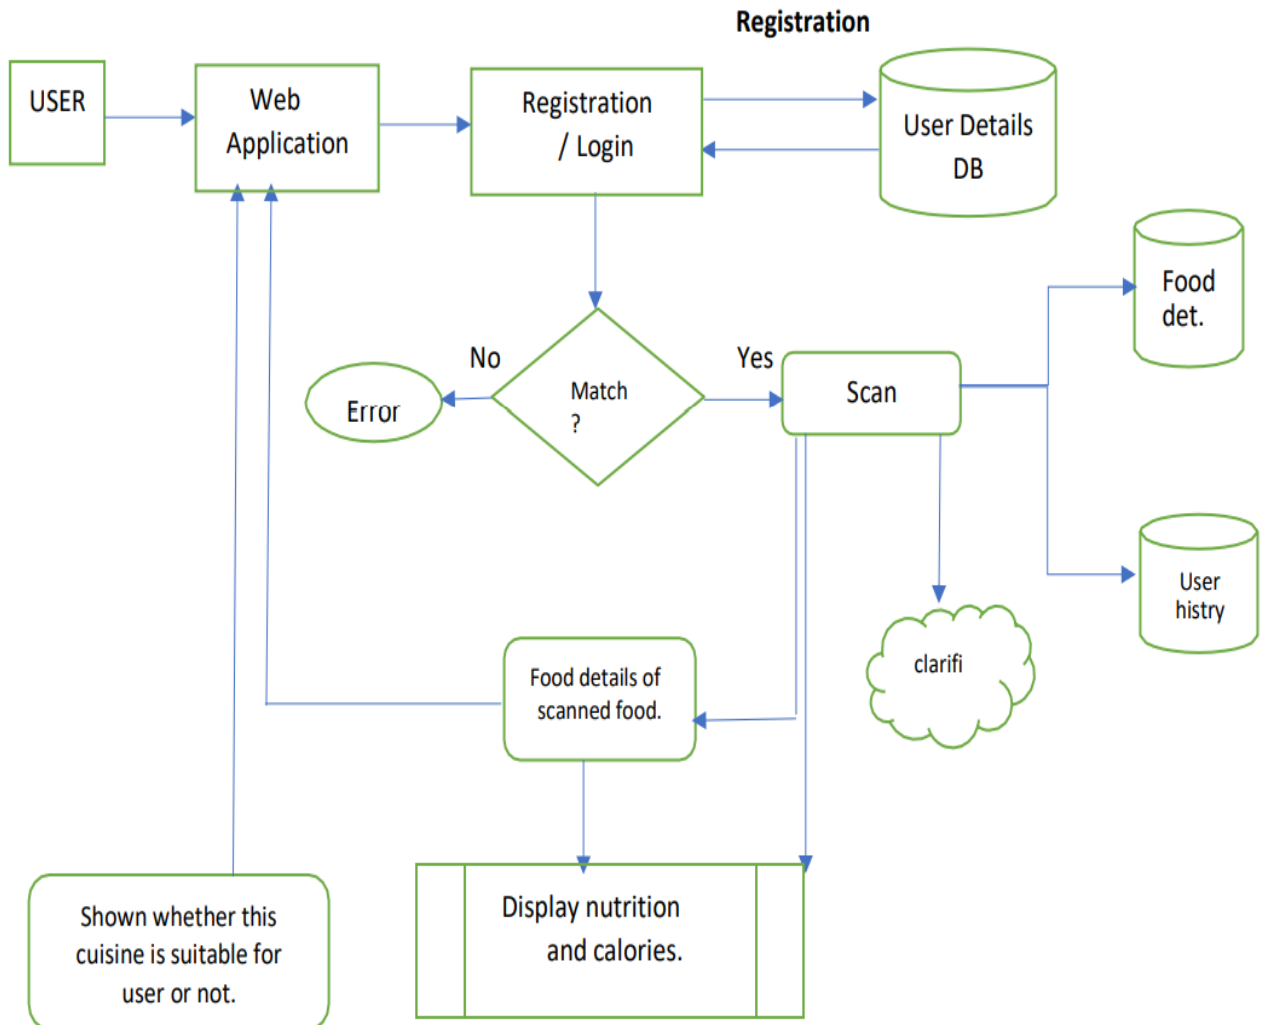 Registration
USER
Web
Application
Registration
/ Login
User Details
DB
Food
det.
No
Yes
Error
Match
?
Scan
User
histry
clarifi
Food details of
scanned food.
Display nutrition
and calories.
Shown whether this
cuisine is suitable for
user or not.